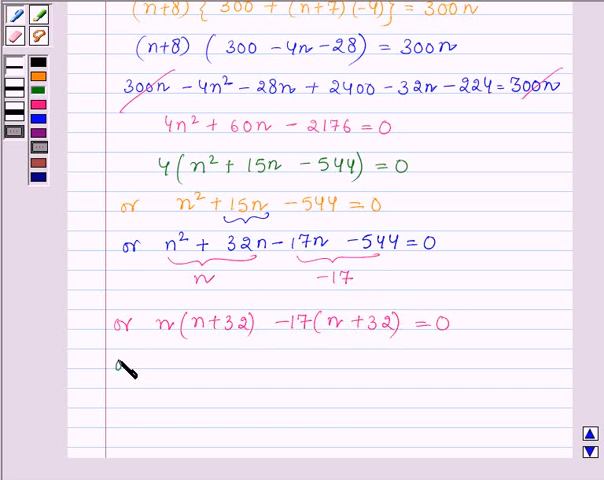 (n+8) { 300 + (n+7)(-4)} = 300n
(n+8) ( 300 - 4n - 28) = 300n
300n - 4n² - 28n + 2400 - 32n - 224 = 300n
4n² + 60n - 2176 = 0
4(n² + 15n - 544) = 0
or n² + 15n - 544 = 0
or n² + 32n - 17n - 544 = 0
n -17
or n(n+32) -17(n+32) = 0